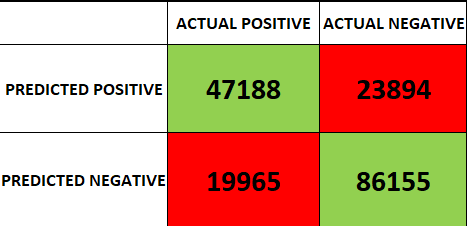 ACTUAL POSITIVE ACTUAL NEGATIVE
PREDICTED POSITIVE 47188 23894
PREDICTED NEGATIVE 19965 86155